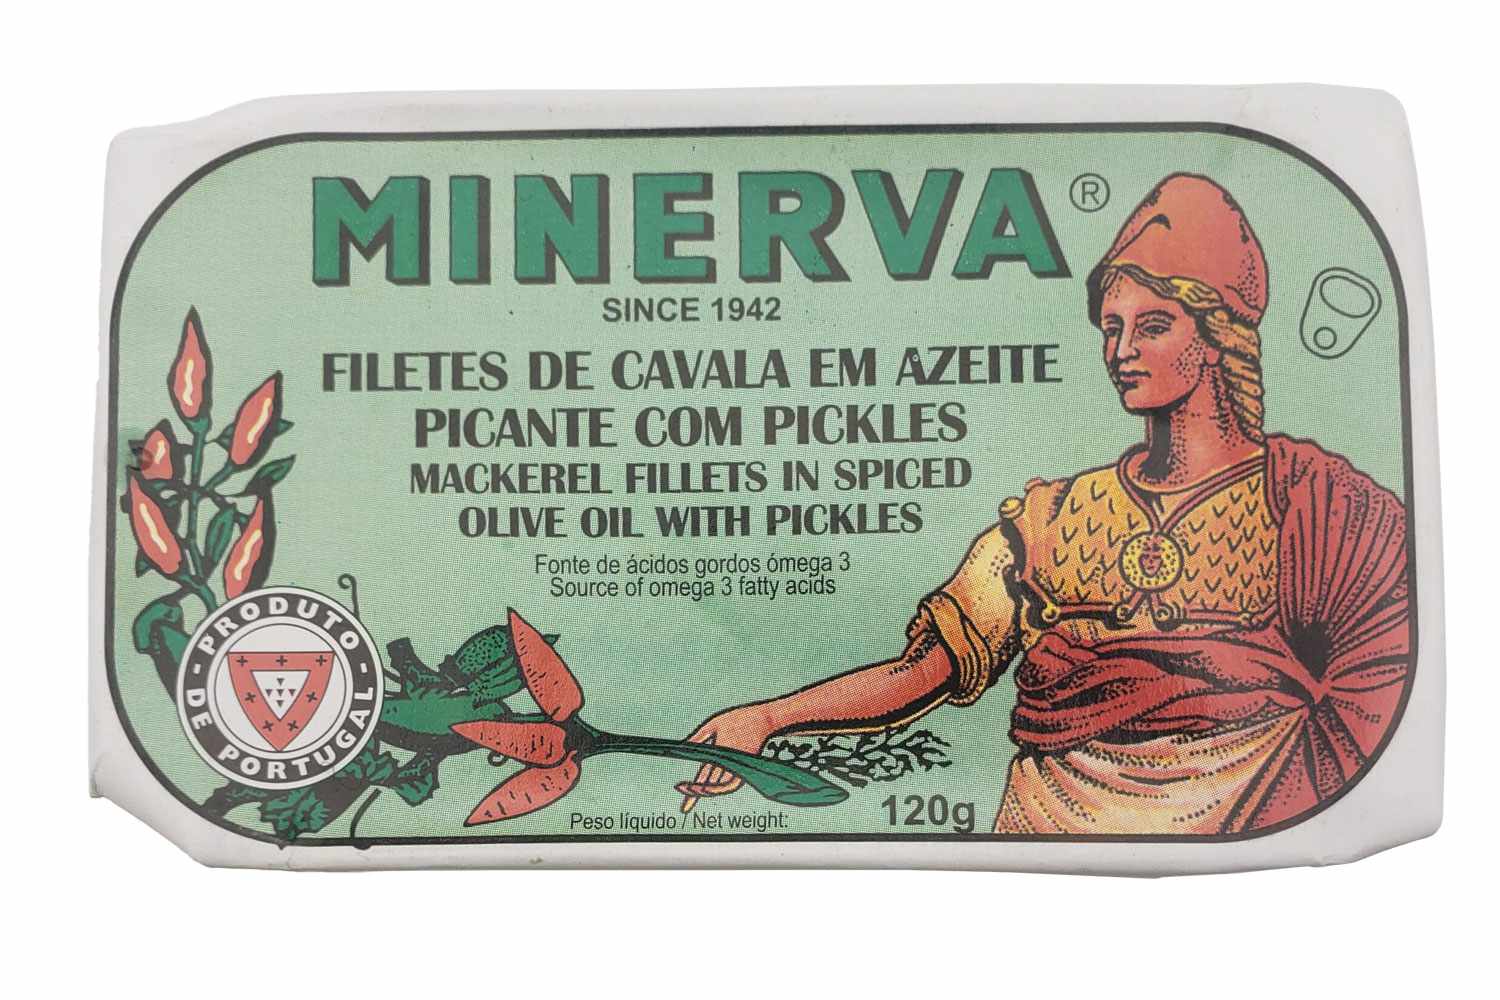 MINERVA®
SINCE 1942
FILETES DE CAVALA EM AZEITE
PICANTE COM PICKLES
MACKEREL FILLETS IN SPICED
OLIVE OIL WITH PICKLES
Fonte de ácidos gordos ómega 3
Source of omega 3 fatty acids
- PRODUTO -
DE PORTUGAL
Peso líquido / Net weight: 120g